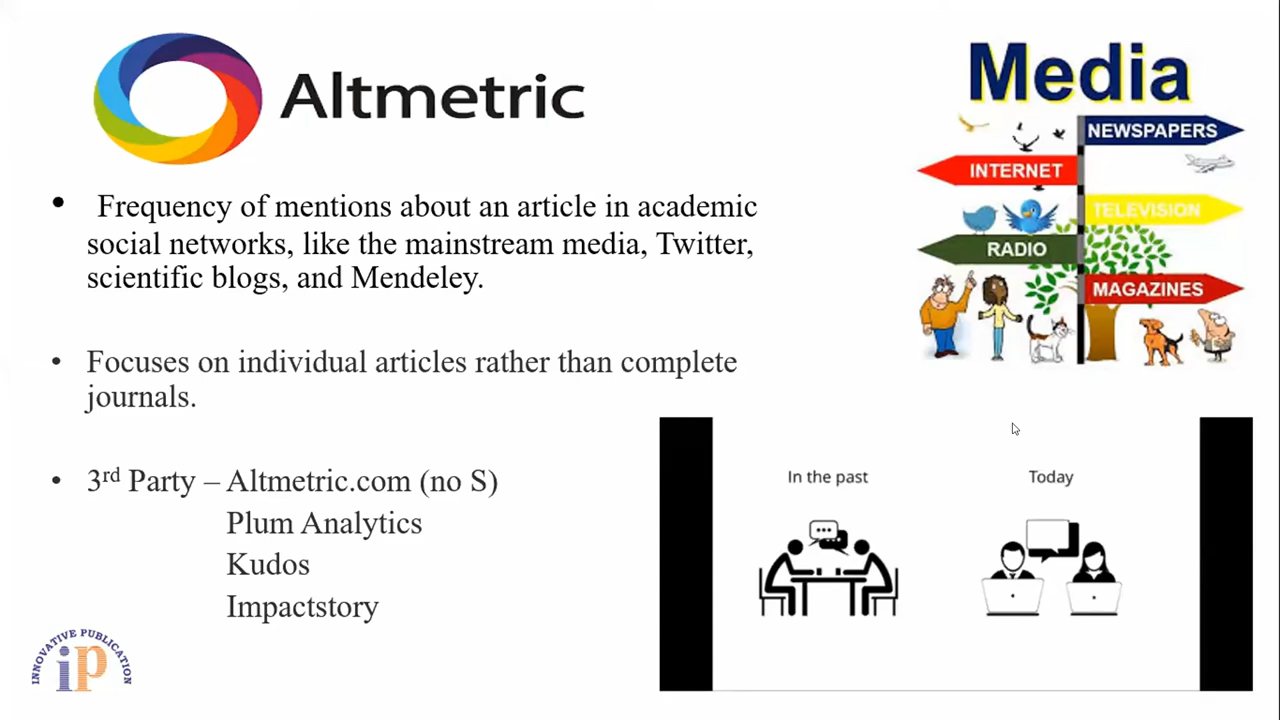 Altmetric
• Frequency of mentions about an article in academic
social networks, like the mainstream media, Twitter,
scientific blogs, and Mendeley.
• Focuses on individual articles rather than complete
journals.
• 3rd Party – Altmetric.com (no S)
Plum Analytics
Kudos
Impactstory
INNOVATIVE PUBLICATION
iP
Media
NEWSPAPERS
INTERNET
TELEVISION
RADIO
MAGAZINES
In the past
Today